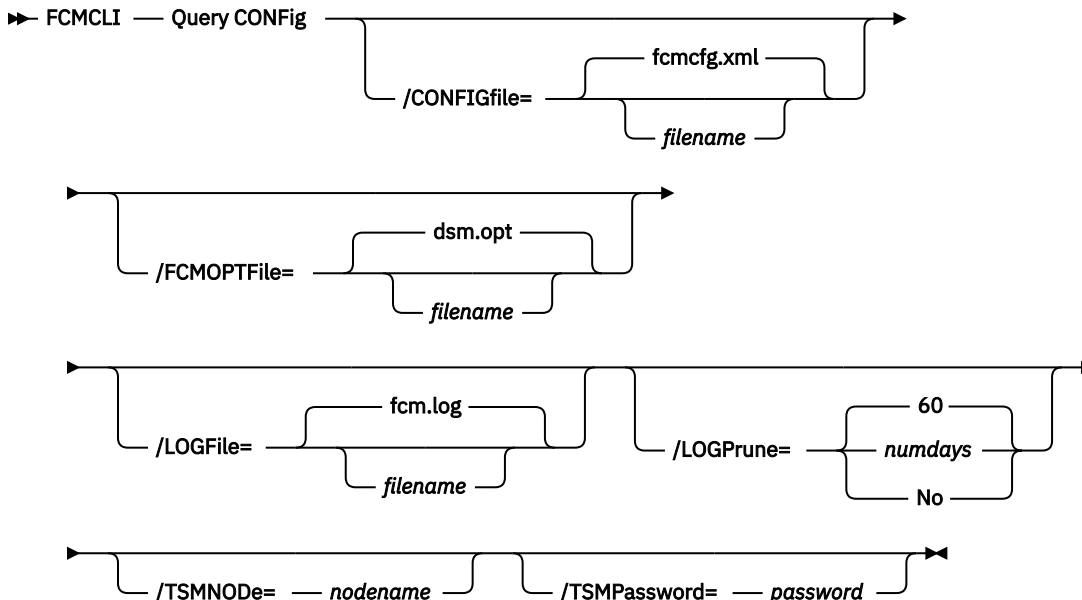 FCMCLI Query CONFig
fcmcfg.xml
/CONFIGfile=
filename
dsm.opt
/FCMOPTFile=
filename
fcm.log
60
/LOGFile=
/LOGPrune= numdays
filename
No
/TSMNODe= nodename /TSMPassword= password